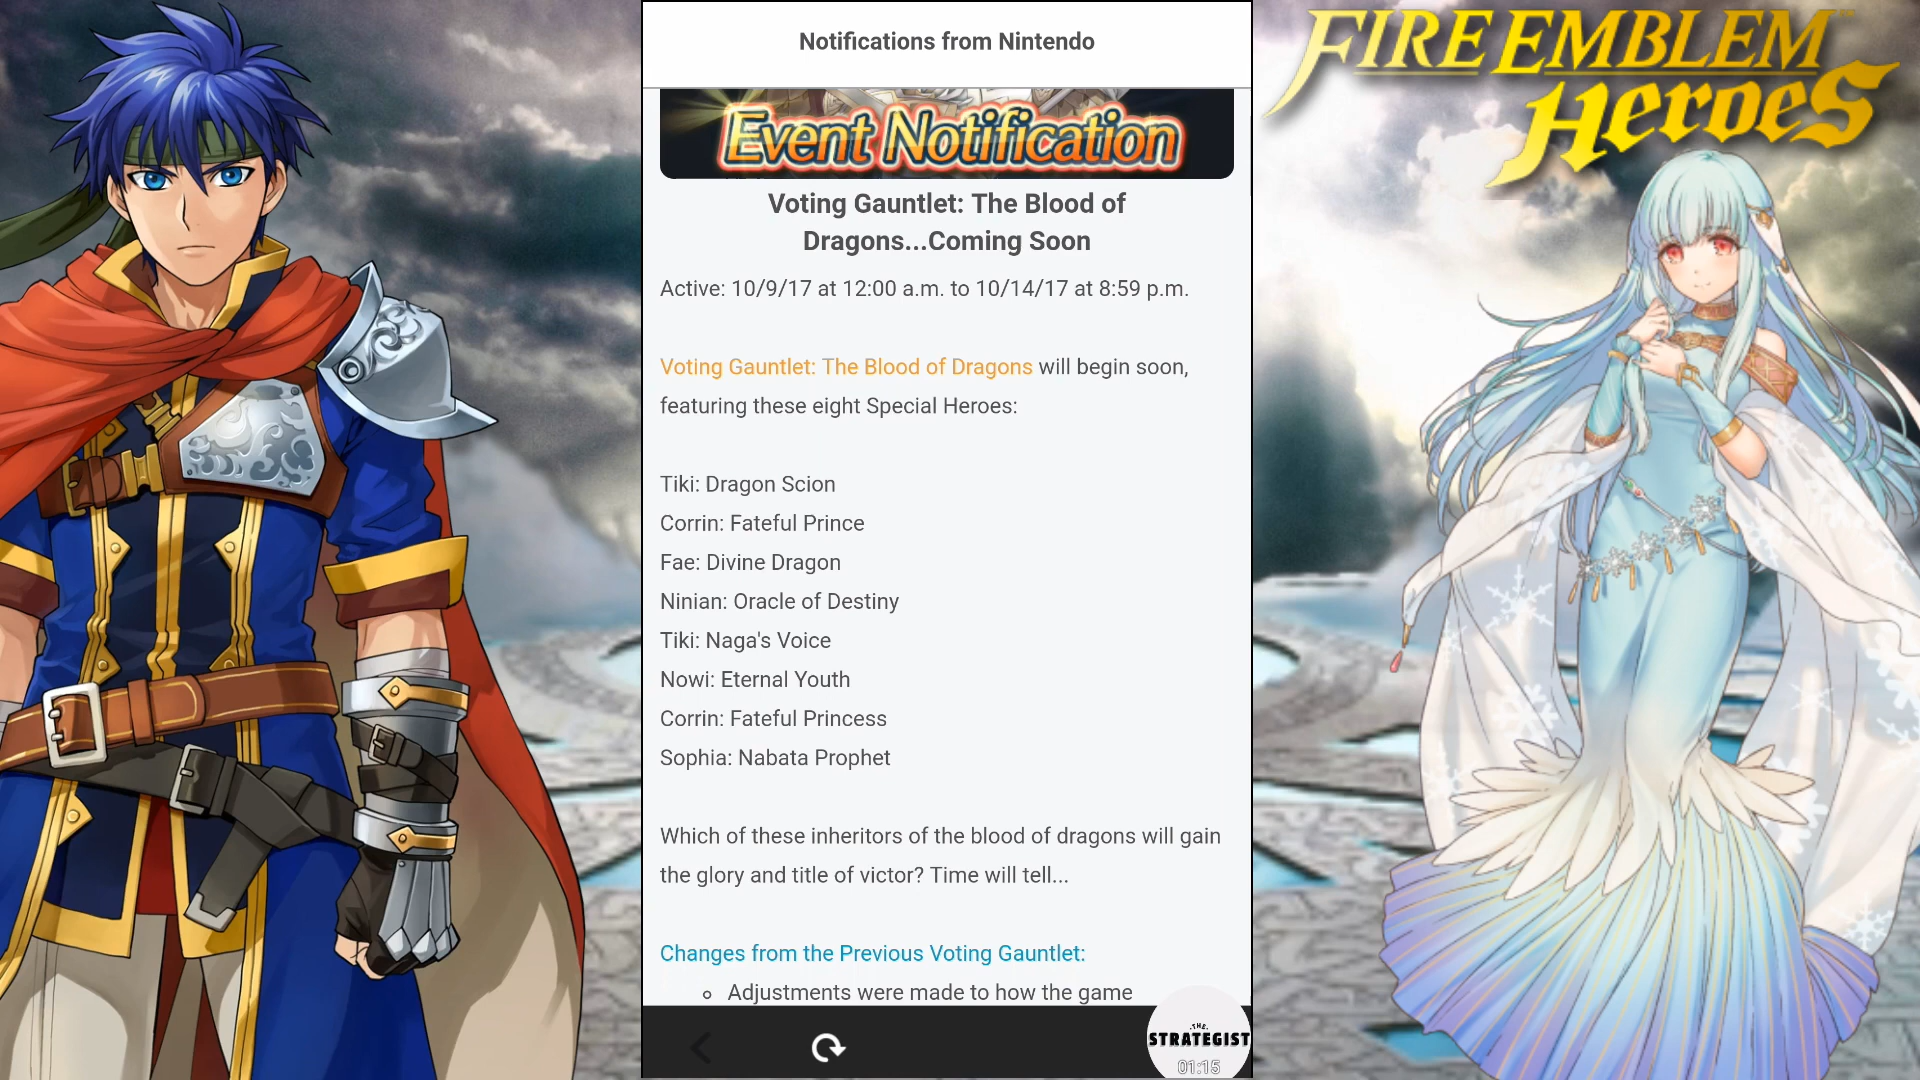 Notifications from Nintendo
FIRE EMBLEM
Heroes
Event Notification
Voting Gauntlet: The Blood of
Dragons...Coming Soon
Active: 10/9/17 at 12:00 a.m. to 10/14/17 at 8:59 p.m.
Voting Gauntlet: The Blood of Dragons will begin soon,
featuring these eight Special Heroes:
Tiki: Dragon Scion
Corrin: Fateful Prince
Fae: Divine Dragon
Ninian: Oracle of Destiny
Tiki: Naga's Voice
Nowi: Eternal Youth
Corrin: Fateful Princess
Sophia: Nabata Prophet
Which of these inheritors of the blood of dragons will gain
the glory and title of victor? Time will tell...
Changes from the Previous Voting Gauntlet:
Adjustments were made to how the game
.THE.
STRATEGIST
01:15